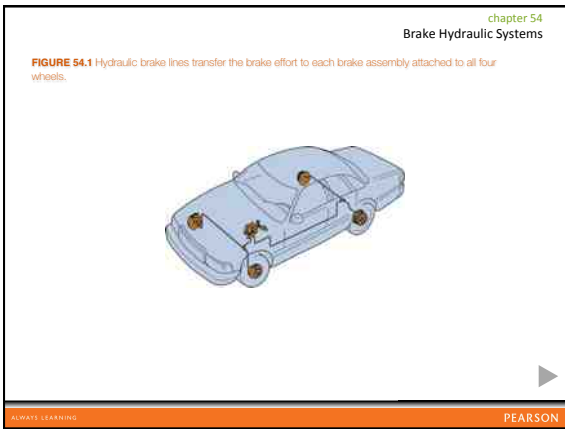 chapter 54
Brake Hydraulic Systems
FIGURE 54.1 Hydraulic brake lines transfer the brake effort to each brake assembly attached to all four
wheels.
ALWAYS LEARNING
PEARSON